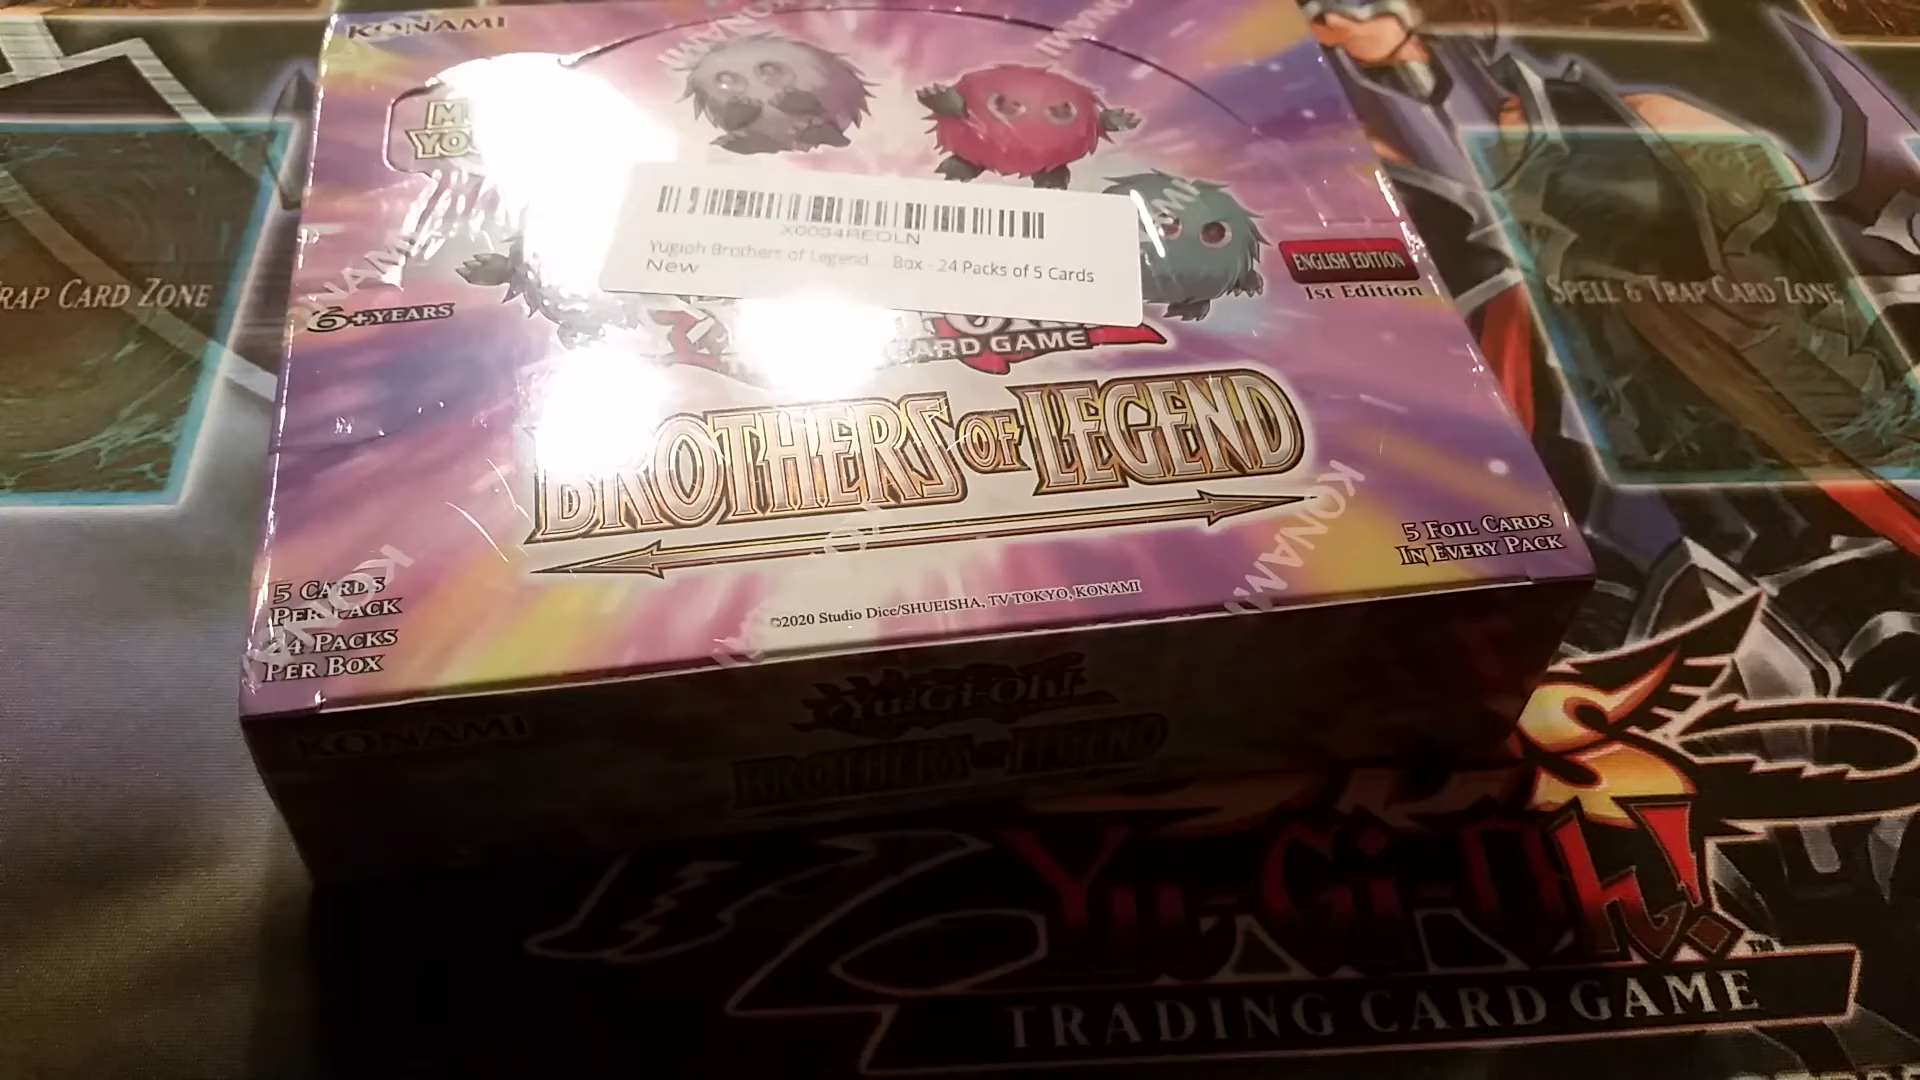 KONAMI
YO
X0034REOLN
Yugioh Brothers of Legend Box - 24 Packs of 5 Cards
New
ENGLISH EDITION
1st Edition
6+ YEARS
CARD GAME
BROTHERS OF LEGEND
5 CARDS
PER PACK
24 PACKS
PER BOX
5 FOIL CARDS
IN EVERY PACK
©2020 Studio Dice/SHUEISHA, TV TOKYO, KONAMI
KONAMI
Yu-Gi-Oh!
BROTHERS OF LEGEND
RAP CARD ZONE
SPELL & TRAP CARD ZONE
Yu-Gi-Oh!
TM
TRADING CARD GAME
KONAMI
KONAMI
KONAMI